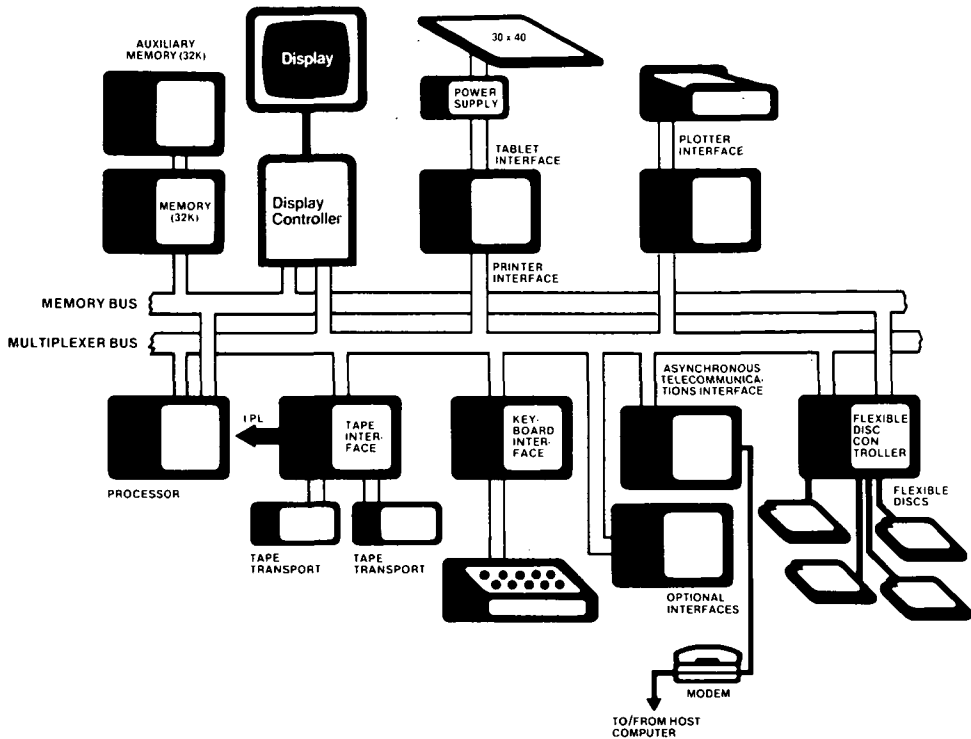 AUXILIARY
MEMORY (32K)
Display
30 x 40
POWER
SUPPLY
TABLET
INTERFACE
PLOTTER
INTERFACE
MEMORY
(32K)
Display
Controller
PRINTER
INTERFACE
MEMORY BUS
MULTIPLEXER BUS
ASYNCHRONOUS
TELECOMMUNICA-
TIONS INTERFACE
IPL
TAPE
INTER-
FACE
KEY-
BOARD
INTER-
FACE
FLEXIBLE
DISC
CON
TROLLER
PROCESSOR
FLEXIBLE
DISCS
TAPE
TRANSPORT
TAPE
TRANSPORT
OPTIONAL
INTERFACES
MODEM
TO/FROM HOST
COMPUTER